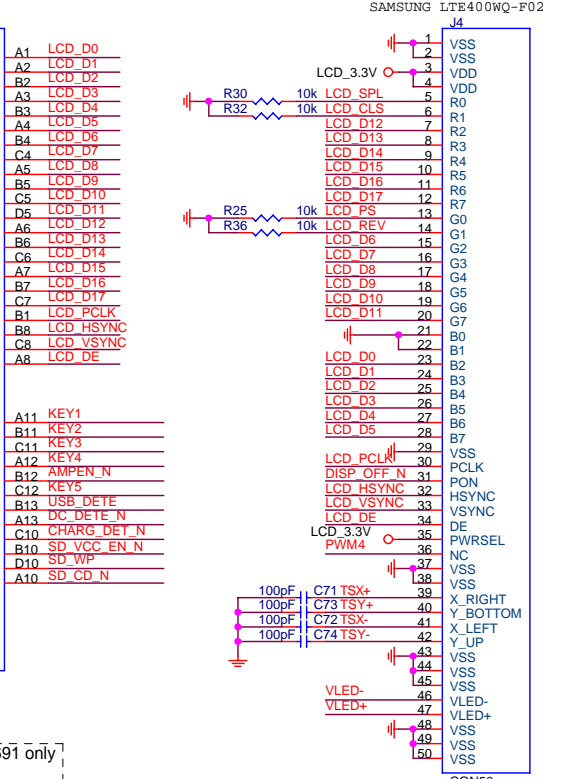 SAMSUNG LTE400WQ-F02
J4
A1 LCD_D0
A2 LCD_D1
B2 LCD_D2
A3 LCD_D3
B3 LCD_D4
A4 LCD_D5
B4 LCD_D6
C4 LCD_D7
A5 LCD_D8
B5 LCD_D9
C5 LCD_D10
D5 LCD_D11
A6 LCD_D12
B6 LCD_D13
C6 LCD_D14
A7 LCD_D15
B7 LCD_D16
C7 LCD_D17
B1 LCD_PCLK
B8 LCD_HSYNC
C8 LCD_VSYNC
A8 LCD_DE
A11 KEY1
B11 KEY2
C11 KEY3
A12 KEY4
B12 AMPEN_N
C12 KEY5
B13 USB_DETE
A13 DC_DETE_N
C10 CHARG_DET_N
B10 SD_VCC_EN_N
D10 SD_WP
A10 SD_CD_N
1 VSS
2 VSS
LCD_3.3V 3 VDD
4 VDD
R30 10k LCD_SPL 5 R0
R32 10k LCD_CLS 6 R1
LCD_D12 7 R2
LCD_D13 8 R3
LCD_D14 9 R4
LCD_D15 10 R5
LCD_D16 11 R6
LCD_D17 12 R7
R25 10k LCD_PS 13 G0
R36 10k LCD_REV 14 G1
LCD_D6 15 G2
LCD_D7 16 G3
LCD_D8 17 G4
LCD_D9 18 G5
LCD_D10 19 G6
LCD_D11 20 G7
21 B0
22 B1
LCD_D0 23 B2
LCD_D1 24 B3
LCD_D2 25 B4
LCD_D3 26 B5
LCD_D4 27 B6
LCD_D5 28 B7
29 VSS
LCD_PCLK 30 PCLK
DISP_OFF_N 31 PON
LCD_HSYNC 32 HSYNC
LCD_VSYNC 33 VSYNC
LCD_DE 34 DE
LCD_3.3V 35 PWRSEL
PWM4 36 NC
37 VSS
38 VSS
100pF C71 TSX+ 39 X_RIGHT
100pF C73 TSY+ 40 Y_BOTTOM
100pF C72 TSX- 41 X_LEFT
100pF C74 TSY- 42 Y_UP
43 VSS
44 VSS
45 VSS
VLED- 46 VLED-
VLED+ 47 VLED+
48 VSS
49 VSS
50 VSS
91 only